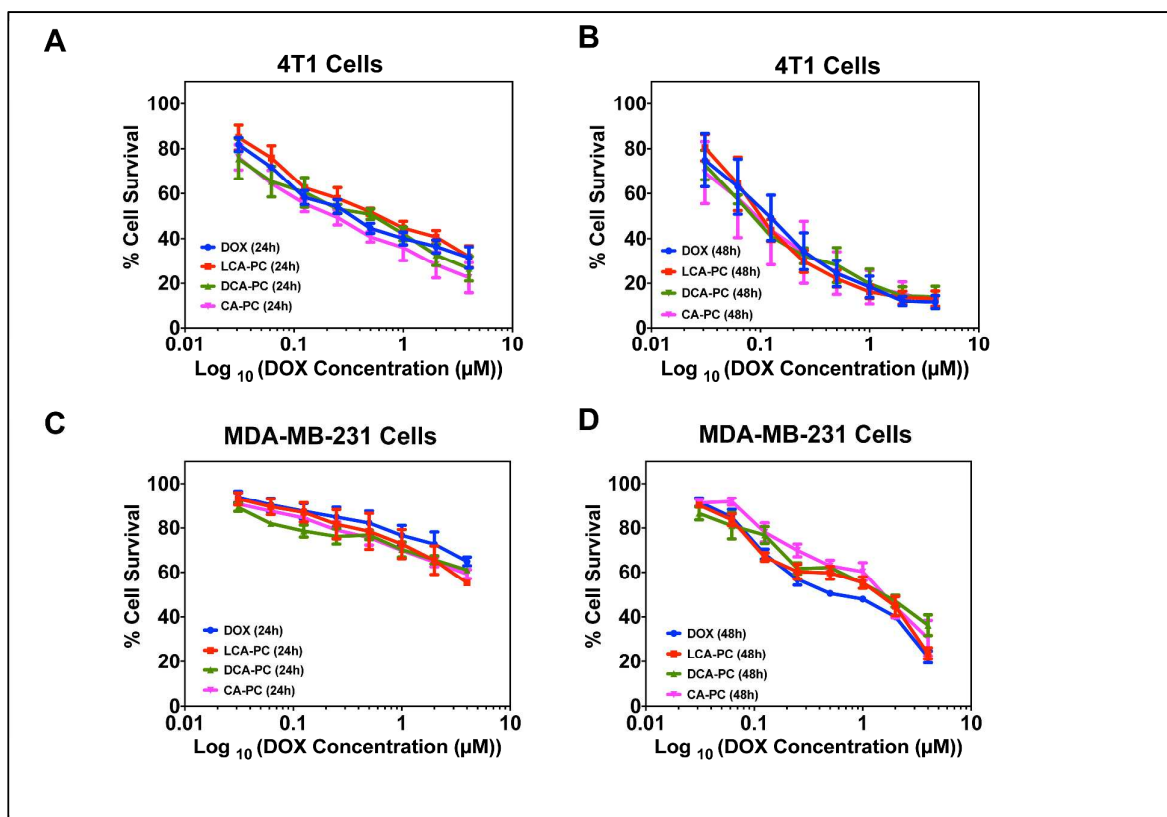 A
4T1 Cells
% Cell Survival
100
80
60
40
20
0
DOX (24h)
LCA-PC (24h)
DCA-PC (24h)
CA-PC (24h)
0.01
0.1
1
10
Log 10 (DOX Concentration (µM))
B
4T1 Cells
% Cell Survival
100
80
60
40
20
0
DOX (48h)
LCA-PC (48h)
DCA-PC (48h)
CA-PC (48h)
0.01
0.1
1
10
Log 10 (DOX Concentration (µM))
C
MDA-MB-231 Cells
% Cell Survival
100
80
60
40
20
0
DOX (24h)
LCA-PC (24h)
DCA-PC (24h)
CA-PC (24h)
0.01
0.1
1
10
Log 10 (DOX Concentration (µM))
D
MDA-MB-231 Cells
% Cell Survival
100
80
60
40
20
0
DOX (48h)
LCA-PC (48h)
DCA-PC (48h)
CA-PC (48h)
0.01
0.1
1
10
Log 10 (DOX Concentration (µM))